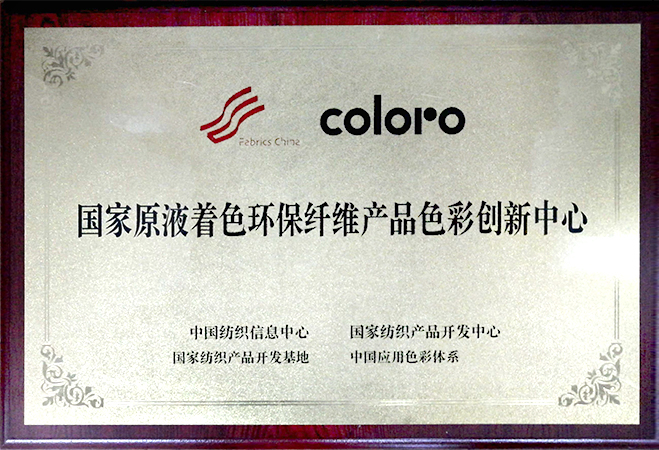 Fabrics China
coloro
国家原液着色环保纤维产品色彩创新中心
中国纺织信息中心 国家纺织产品开发中心
国家纺织产品开发基地 中国应用色彩体系